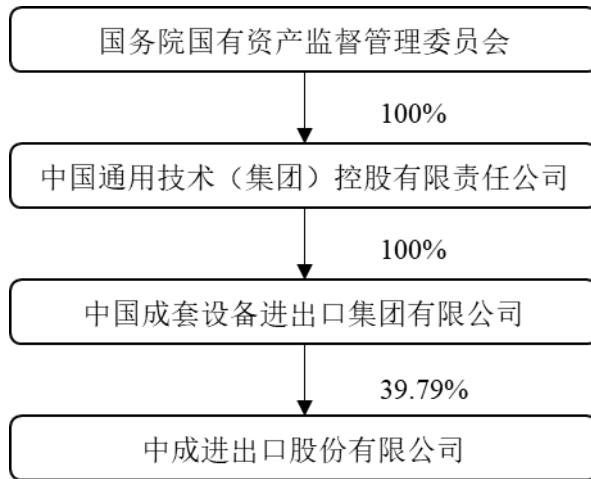 国务院国有资产监督管理委员会
100%
中国通用技术（集团）控股有限责任公司
100%
中国成套设备进出口集团有限公司
39.79%
中成进出口股份有限公司